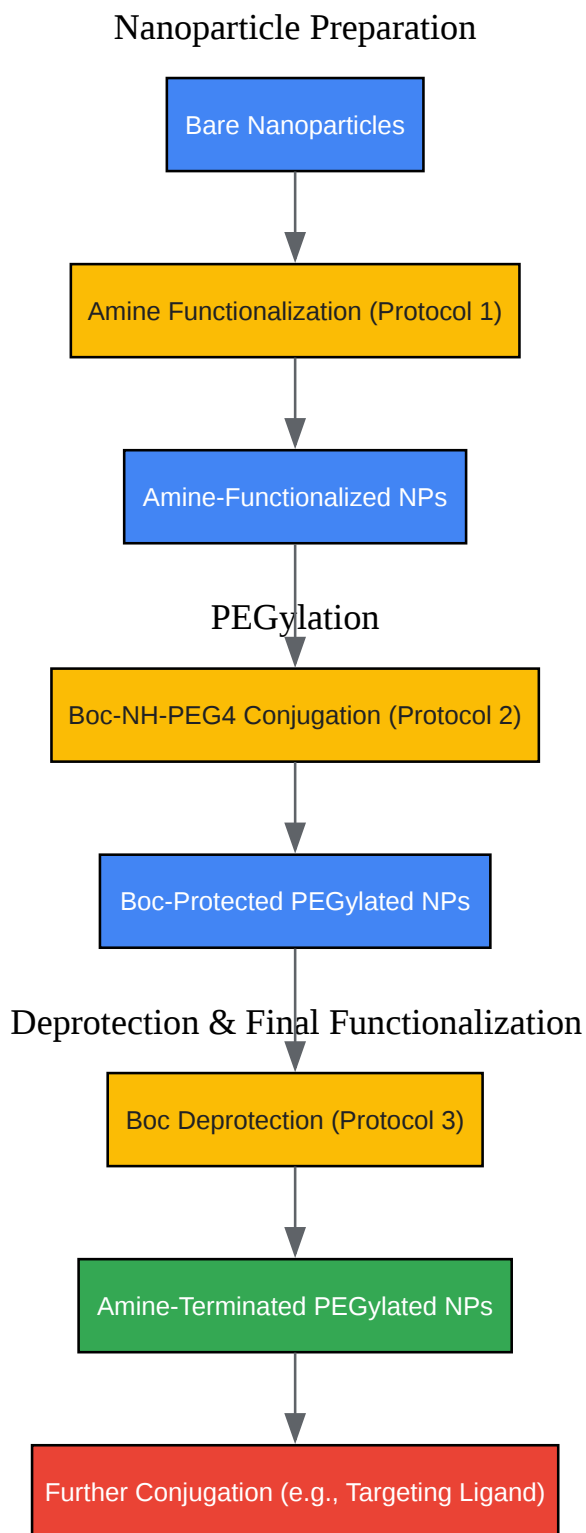 Nanoparticle Preparation
Bare Nanoparticles
Amine Functionalization (Protocol 1)
Amine-Functionalized NPs
PEGylation
Boc-NH-PEG4 Conjugation (Protocol 2)
Boc-Protected PEGylated NPs
Deprotection & Final Functionalization
Boc Deprotection (Protocol 3)
Amine-Terminated PEGylated NPs
Further Conjugation (e.g., Targeting Ligand)